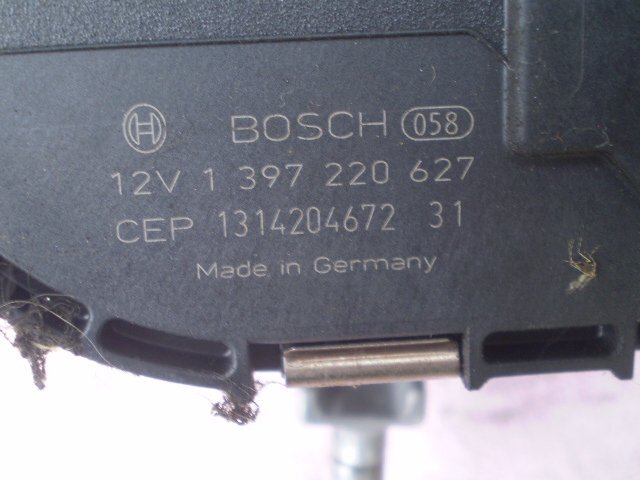 BOSCH 058
12V 1 397 220 627
CEP 1314204672 31
Made in Germany